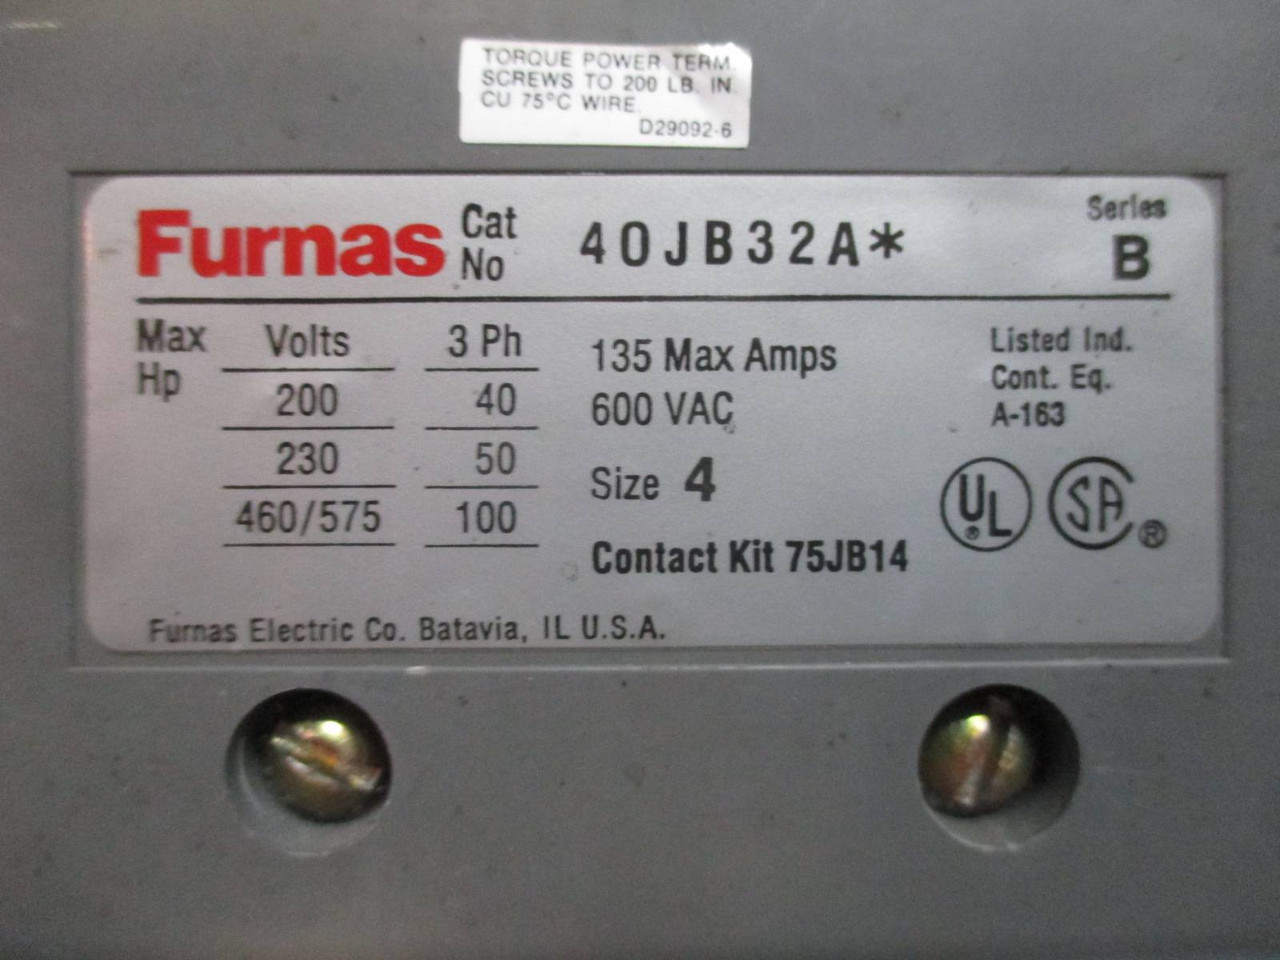 TORQUE POWER TERM.
SCREWS TO 200 LB. IN.
CU 75°C WIRE.
D29092-6
Furnas Cat No 40JB32A* Series B
Max Hp Volts 3 Ph
200 40
230 50
460/575 100
135 Max Amps
600 VAC
Size 4
Contact Kit 75JB14
Listed Ind.
Cont. Eq.
A-163
UL ® SA ®
Furnas Electric Co. Batavia, IL U.S.A.